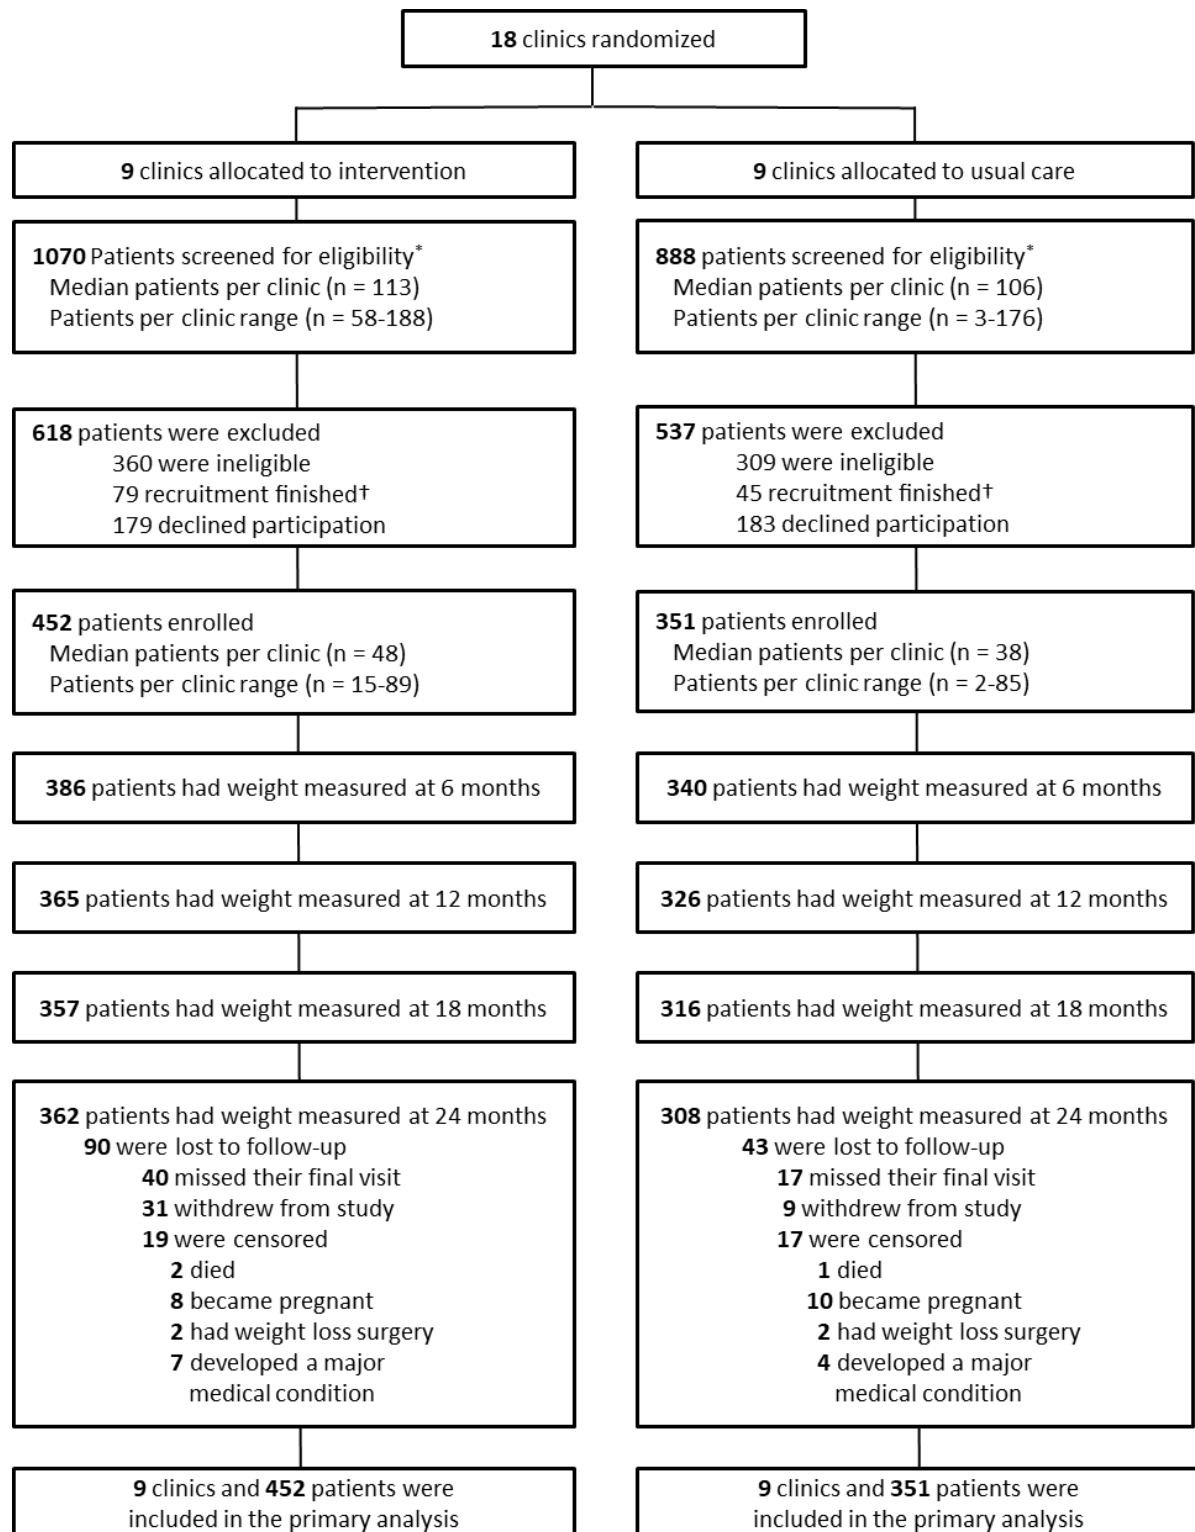 18 clinics randomized
9 clinics allocated to intervention
1070 Patients screened for eligibility*
Median patients per clinic (n = 113)
Patients per clinic range (n = 58-188)
618 patients were excluded
360 were ineligible
79 recruitment finished†
179 declined participation
452 patients enrolled
Median patients per clinic (n = 48)
Patients per clinic range (n = 15-89)
386 patients had weight measured at 6 months
365 patients had weight measured at 12 months
357 patients had weight measured at 18 months
362 patients had weight measured at 24 months
90 were lost to follow-up
40 missed their final visit
31 withdrew from study
19 were censored
2 died
8 became pregnant
2 had weight loss surgery
7 developed a major
medical condition
9 clinics and 452 patients were
included in the primary analysis
9 clinics allocated to usual care
888 patients screened for eligibility*
Median patients per clinic (n = 106)
Patients per clinic range (n = 3-176)
537 patients were excluded
309 were ineligible
45 recruitment finished†
183 declined participation
351 patients enrolled
Median patients per clinic (n = 38)
Patients per clinic range (n = 2-85)
340 patients had weight measured at 6 months
326 patients had weight measured at 12 months
316 patients had weight measured at 18 months
308 patients had weight measured at 24 months
43 were lost to follow-up
17 missed their final visit
9 withdrew from study
17 were censored
1 died
10 became pregnant
2 had weight loss surgery
4 developed a major
medical condition
9 clinics and 351 patients were
included in the primary analysis